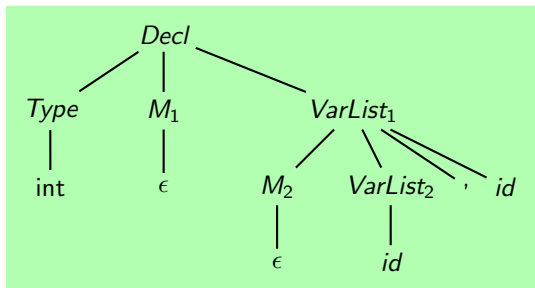 Decl
Type M₁ VarList₁
int ϵ M₂ VarList₂ , id
ϵ id